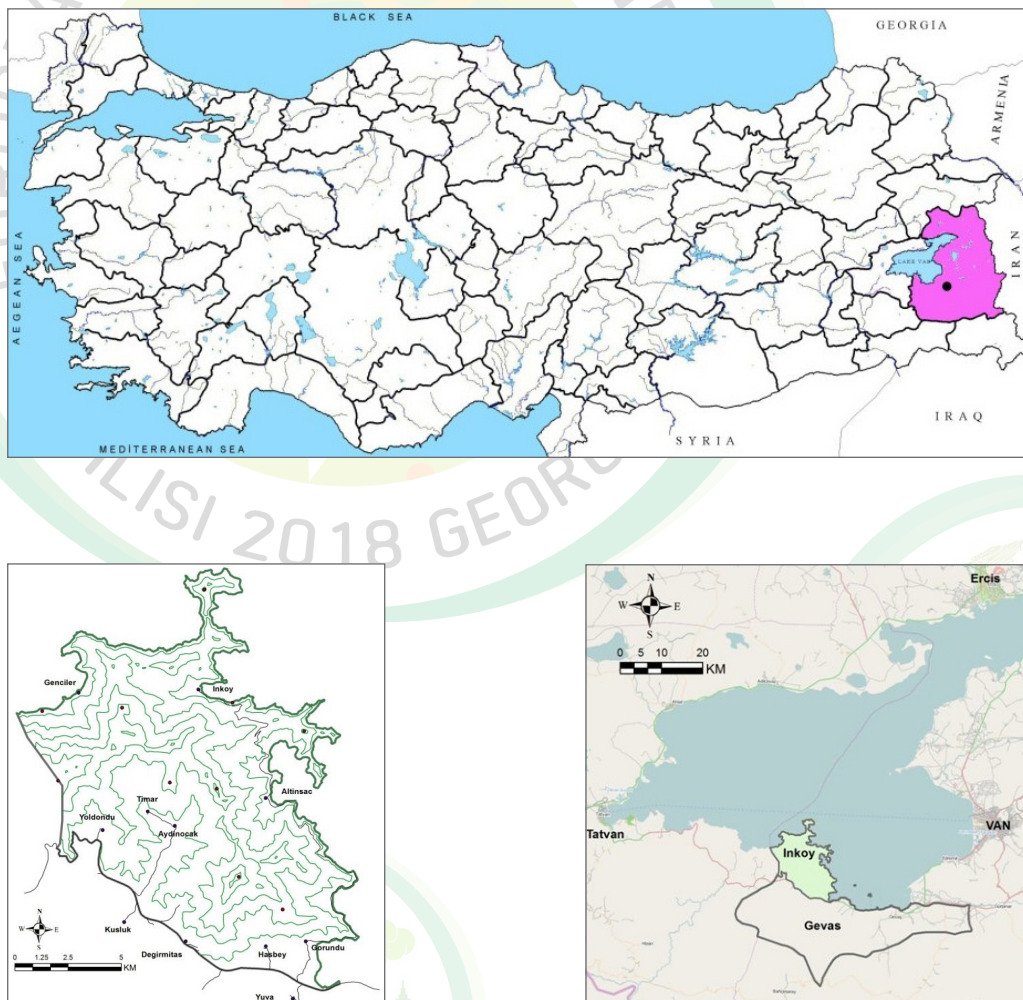 BLACK SEA
GEORGIA
ARMENIA
AEGEAN SEA
LAKE VAN
IRAN
IRAQ
SYRIA
MEDİTERRANEAN SEA
ILISI 2018 GEOR
Genciler
Inkoy
Altinsac
Timar
Yoldondu
Aydinocak
Kusluk
Degirmitas
Hasbey
Gorundu
Yuva
N
W E
S
0 1.25 2.5 5
KM
Ercis
N
W E
S
0 5 10 20
KM
VAN
Tatvan
Inkoy
Gevas